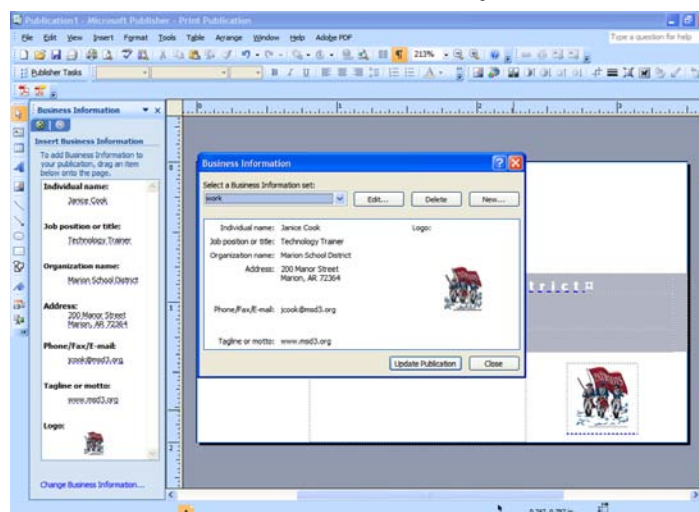 Publication1 - Microsoft Publisher - Print Publication
File Edit View Insert Format Tools Table Arrange Window Help Adobe PDF
Type a question for help
213%
Publisher Tasks
Business Information
Insert Business Information
To add Business Information to
your publication, drag an item
below onto the page.
Individual name:
Janice Cook
Job position or title:
Technology Trainer
Organization name:
Marion School District
Address:
200 Manor Street
Marion, AR 72364
Phone/Fax/E-mail:
jcook@msd3.org
Tagline or motto:
www.msd3.org
Logo:
Change Business Information...
Business Information
Select a Business Information set:
work
Edit...
Delete
New...
Individual name: Janice Cook
Logo:
Job position or title: Technology Trainer
Organization name: Marion School District
Address: 200 Manor Street
Marion, AR 72364
Phone/Fax/E-mail: jcook@msd3.org
Tagline or motto: www.msd3.org
Update Publication
Close
trict¤
PATRIOTS